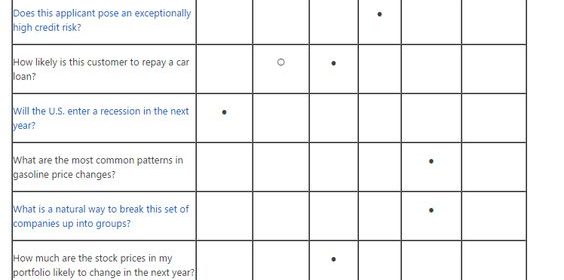 Does this applicant pose an exceptionally
high credit risk?
How likely is this customer to repay a car
loan?
Will the U.S. enter a recession in the next
year?
What are the most common patterns in
gasoline price changes?
What is a natural way to break this set of
companies up into groups?
How much are the stock prices in my
portfolio likely to change in the next year?